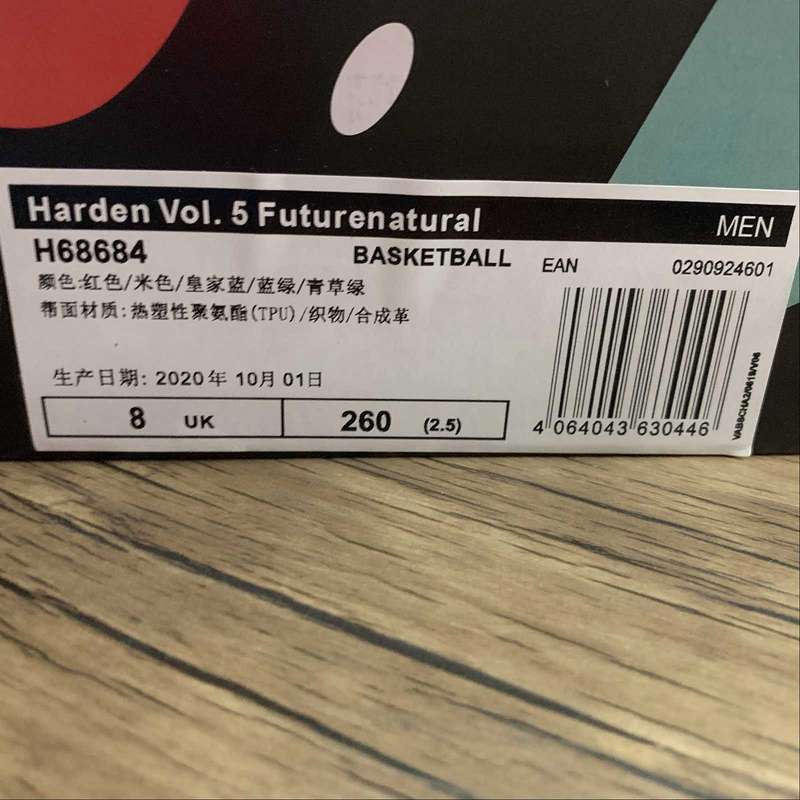 Harden Vol. 5 Futurenatural MEN
H68684 BASKETBALL EAN 0290924601
颜色:红色/米色/皇家蓝/蓝绿/青草绿
帮面材质:热塑性聚氨酯(TPU)/织物/合成革
生产日期: 2020年 10月 01日
8 UK 260 (2.5)
4 064043 630446